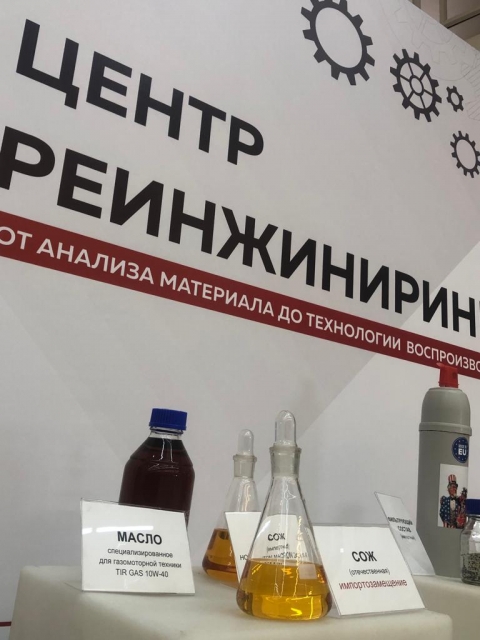 ЦЕНТР
РЕИНЖИНИРИН
ОТ АНАЛИЗА МАТЕРИАЛА ДО ТЕХНОЛОГИИ ВОСПРОИЗВО
EU
МАСЛО
специализированное
для газомоторной техники
TIR GAS 10W-40
СОЖ
СОЖ
(отечественная)
импортозамещение